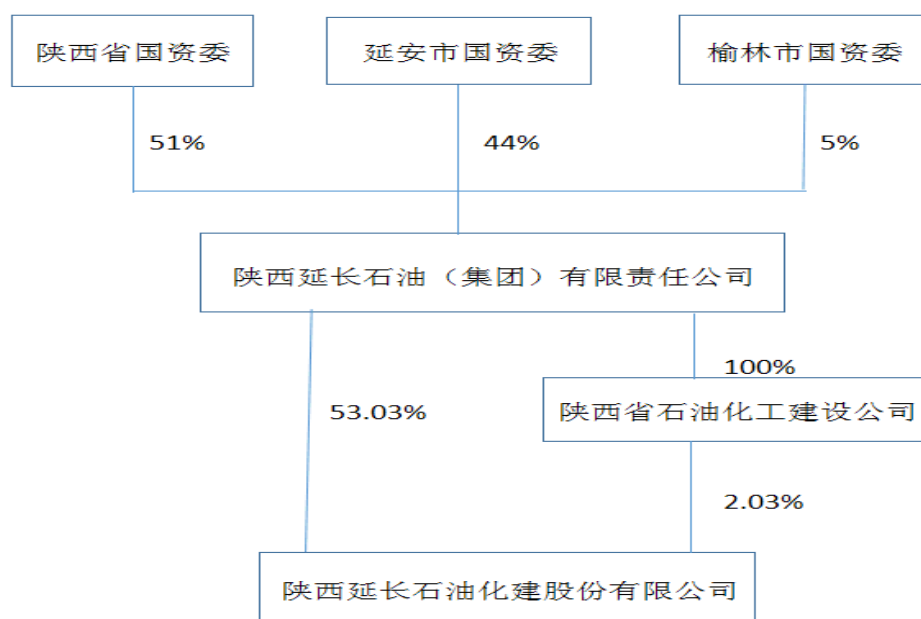 陕西省国资委
延安市国资委
榆林市国资委
51%
44%
5%
陕西延长石油（集团）有限责任公司
100%
53.03%
陕西省石油化工建设公司
2.03%
陕西延长石油化建股份有限公司